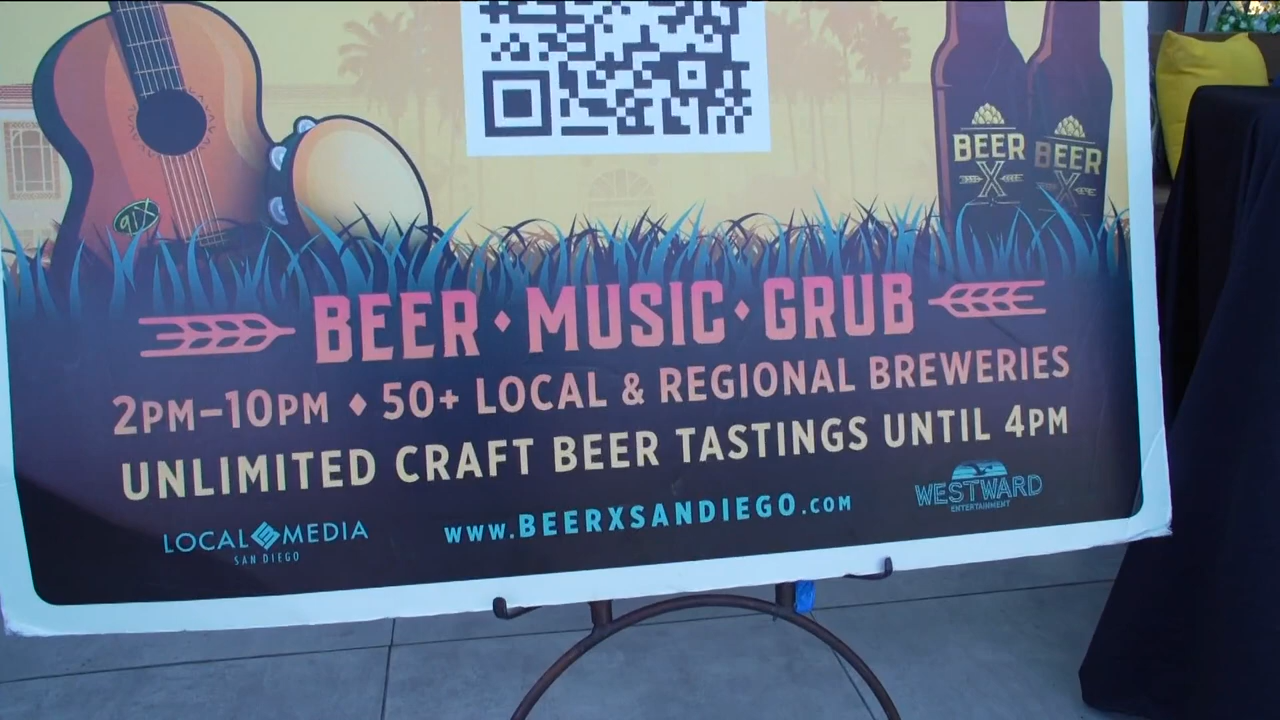 BEER
X
BEER
X
91X
BEER · MUSIC · GRUB
2PM–10PM ♦ 50+ LOCAL & REGIONAL BREWERIES
UNLIMITED CRAFT BEER TASTINGS UNTIL 4PM
LOCAL MEDIA
SAN DIEGO
www.BEERXSANDIEGO.COM
WESTWARD
ENTERTAINMENT